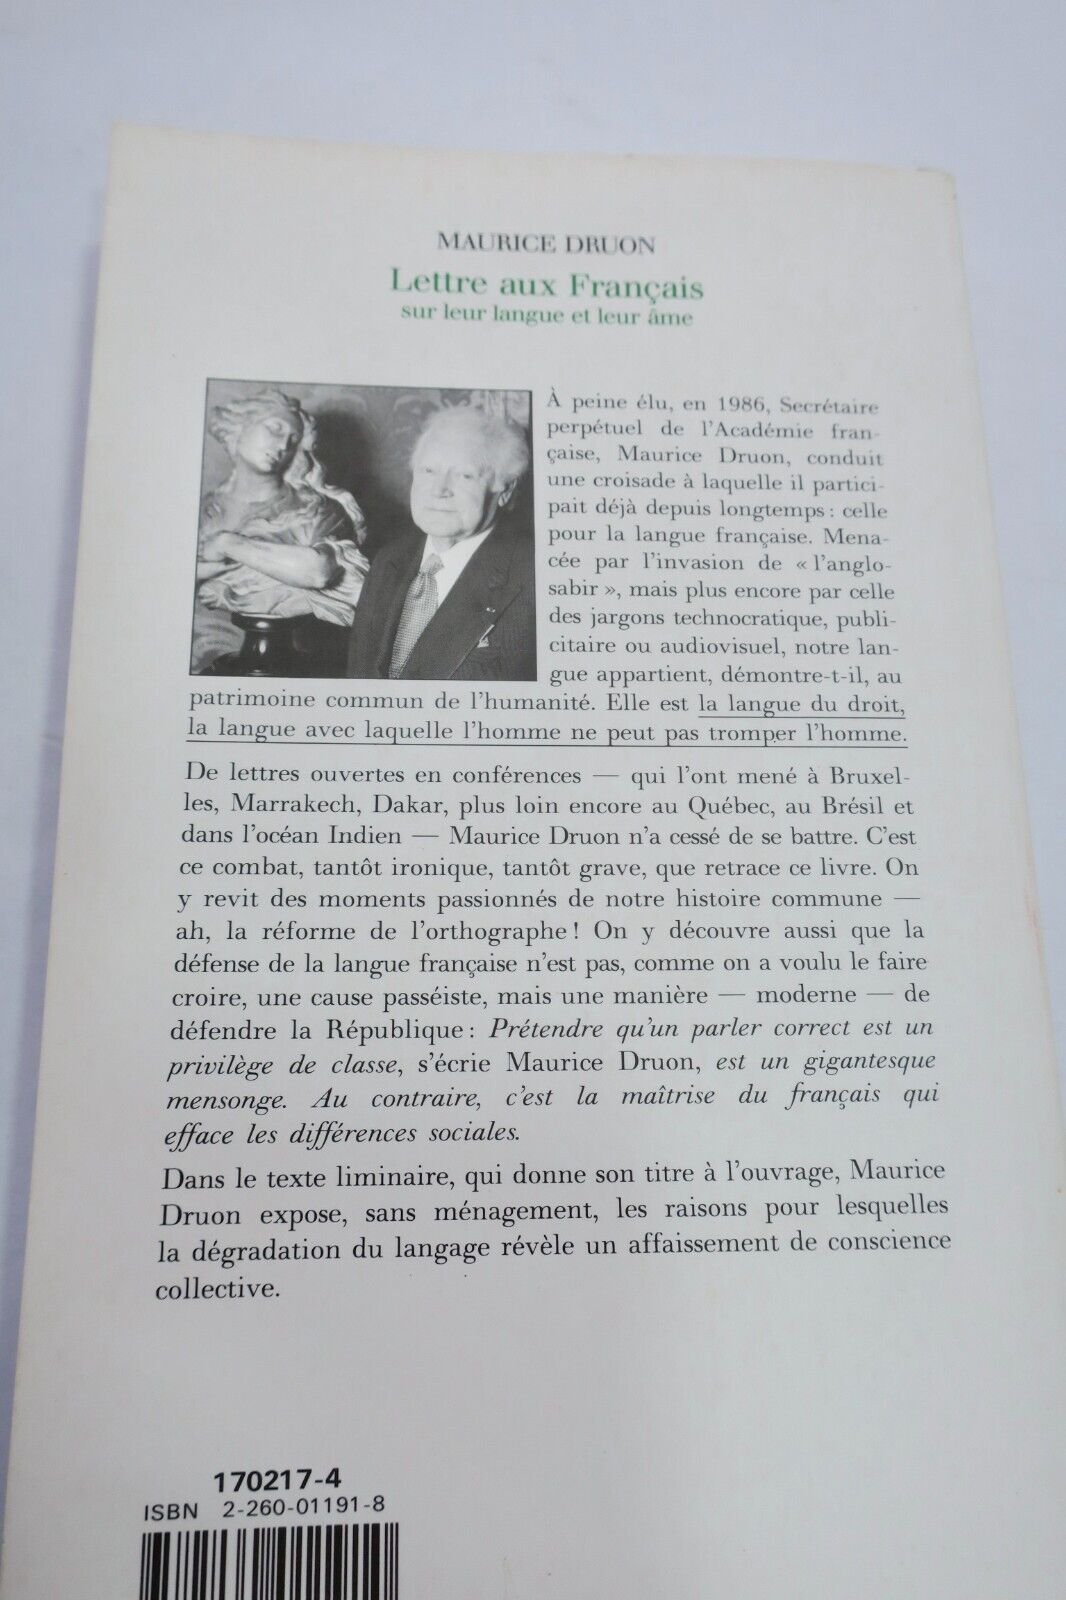 MAURICE DRUON
Lettre aux Français
sur leur langue et leur âme
À peine élu, en 1986, Secrétaire
perpétuel de l'Académie fran-
çaise, Maurice Druon, conduit
une croisade à laquelle il partici-
pait déjà depuis longtemps : celle
pour la langue française. Mena-
cée par l'invasion de « l'anglo-
sabir », mais plus encore par celle
des jargons technocratique, publi-
citaire ou audiovisuel, notre lan-
gue appartient, démontre-t-il, au
patrimoine commun de l'humanité. Elle est la langue du droit,
la langue avec laquelle l'homme ne peut pas tromper l'homme.
De lettres ouvertes en conférences — qui l'ont mené à Bruxel-
les, Marrakech, Dakar, plus loin encore au Québec, au Brésil et
dans l'océan Indien — Maurice Druon n'a cessé de se battre. C'est
ce combat, tantôt ironique, tantôt grave, que retrace ce livre. On
y revit des moments passionnés de notre histoire commune —
ah, la réforme de l'orthographe ! On y découvre aussi que la
défense de la langue française n'est pas, comme on a voulu le faire
croire, une cause passéiste, mais une manière — moderne — de
défendre la République : Prétendre qu'un parler correct est un
privilège de classe, s'écrie Maurice Druon, est un gigantesque
mensonge. Au contraire, c'est la maîtrise du français qui
efface les différences sociales.
Dans le texte liminaire, qui donne son titre à l'ouvrage, Maurice
Druon expose, sans ménagement, les raisons pour lesquelles
la dégradation du langage révèle un affaissement de conscience
collective.
170217-4
ISBN 2-260-01191-8